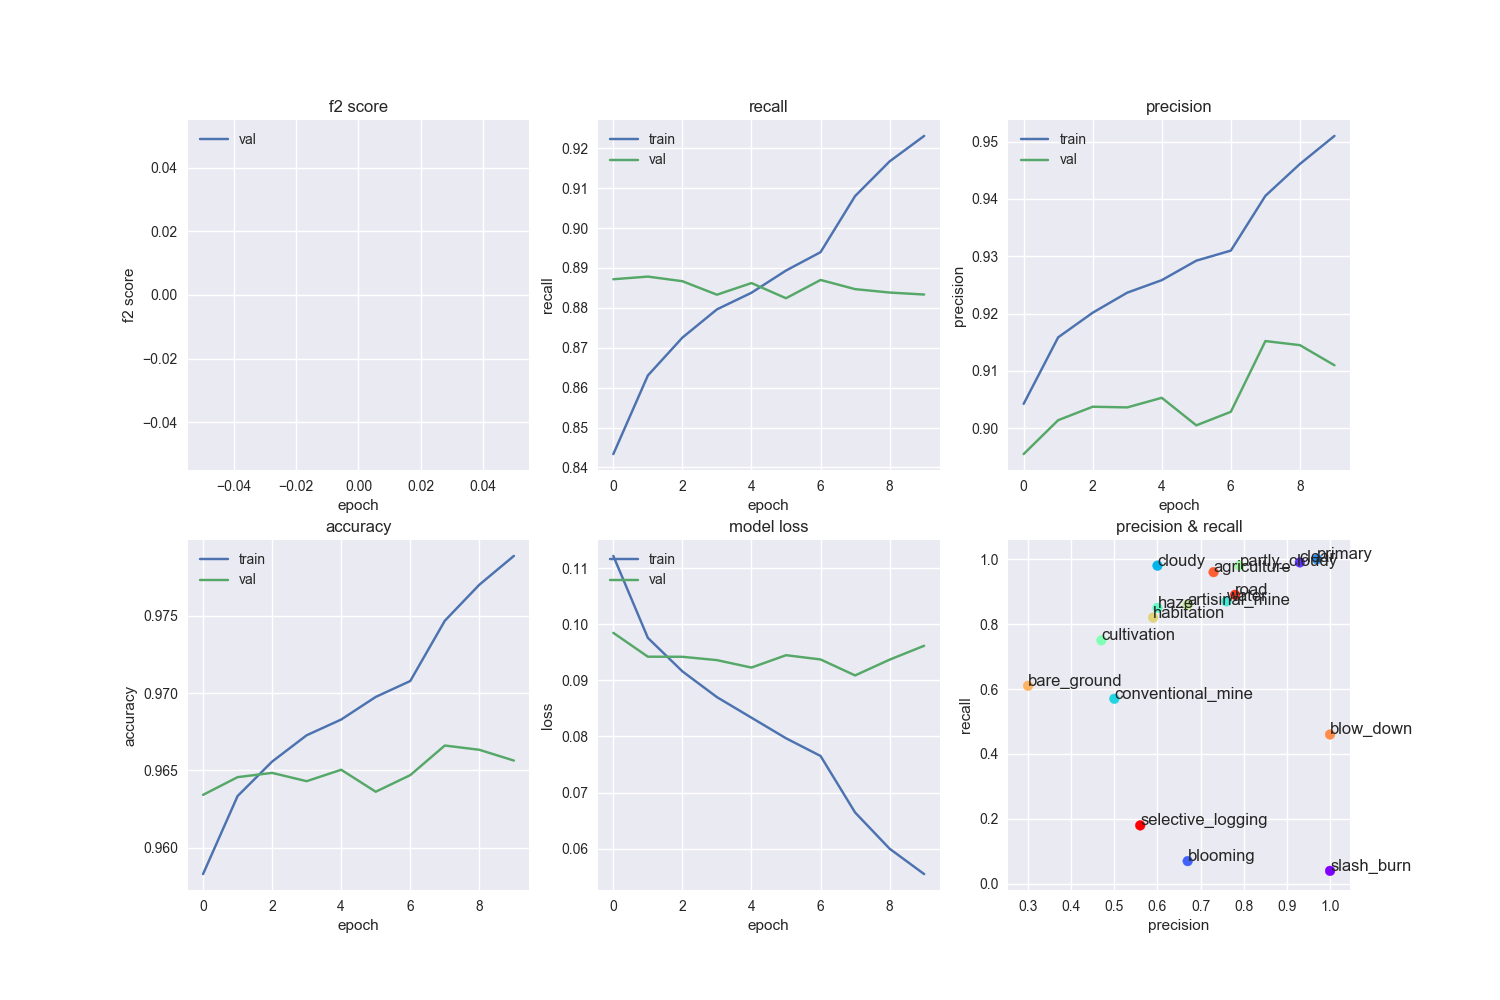 f2 score
val
0.04
0.02
0.00
−0.02
−0.04
f2 score
−0.04
−0.02
0.00
0.02
0.04
epoch
recall
train
val
0.92
0.91
0.90
0.89
0.88
0.87
0.86
0.85
0.84
recall
0
2
4
6
8
epoch
precision
train
val
0.95
0.94
0.93
0.92
0.91
0.90
precision
0
2
4
6
8
epoch
accuracy
train
val
0.975
0.970
0.965
0.960
accuracy
0
2
4
6
8
epoch
model loss
train
val
0.11
0.10
0.09
0.08
0.07
0.06
loss
0
2
4
6
8
epoch
precision & recall
1.0
0.8
0.6
0.4
0.2
0.0
recall
cloudy
agriculture
partly_cloudy
clear
primary
road
water
haze
artisinal_mine
habitation
cultivation
bare_ground
conventional_mine
blow_down
selective_logging
blooming
slash_burn
0.3
0.4
0.5
0.6
0.7
0.8
0.9
1.0
precision